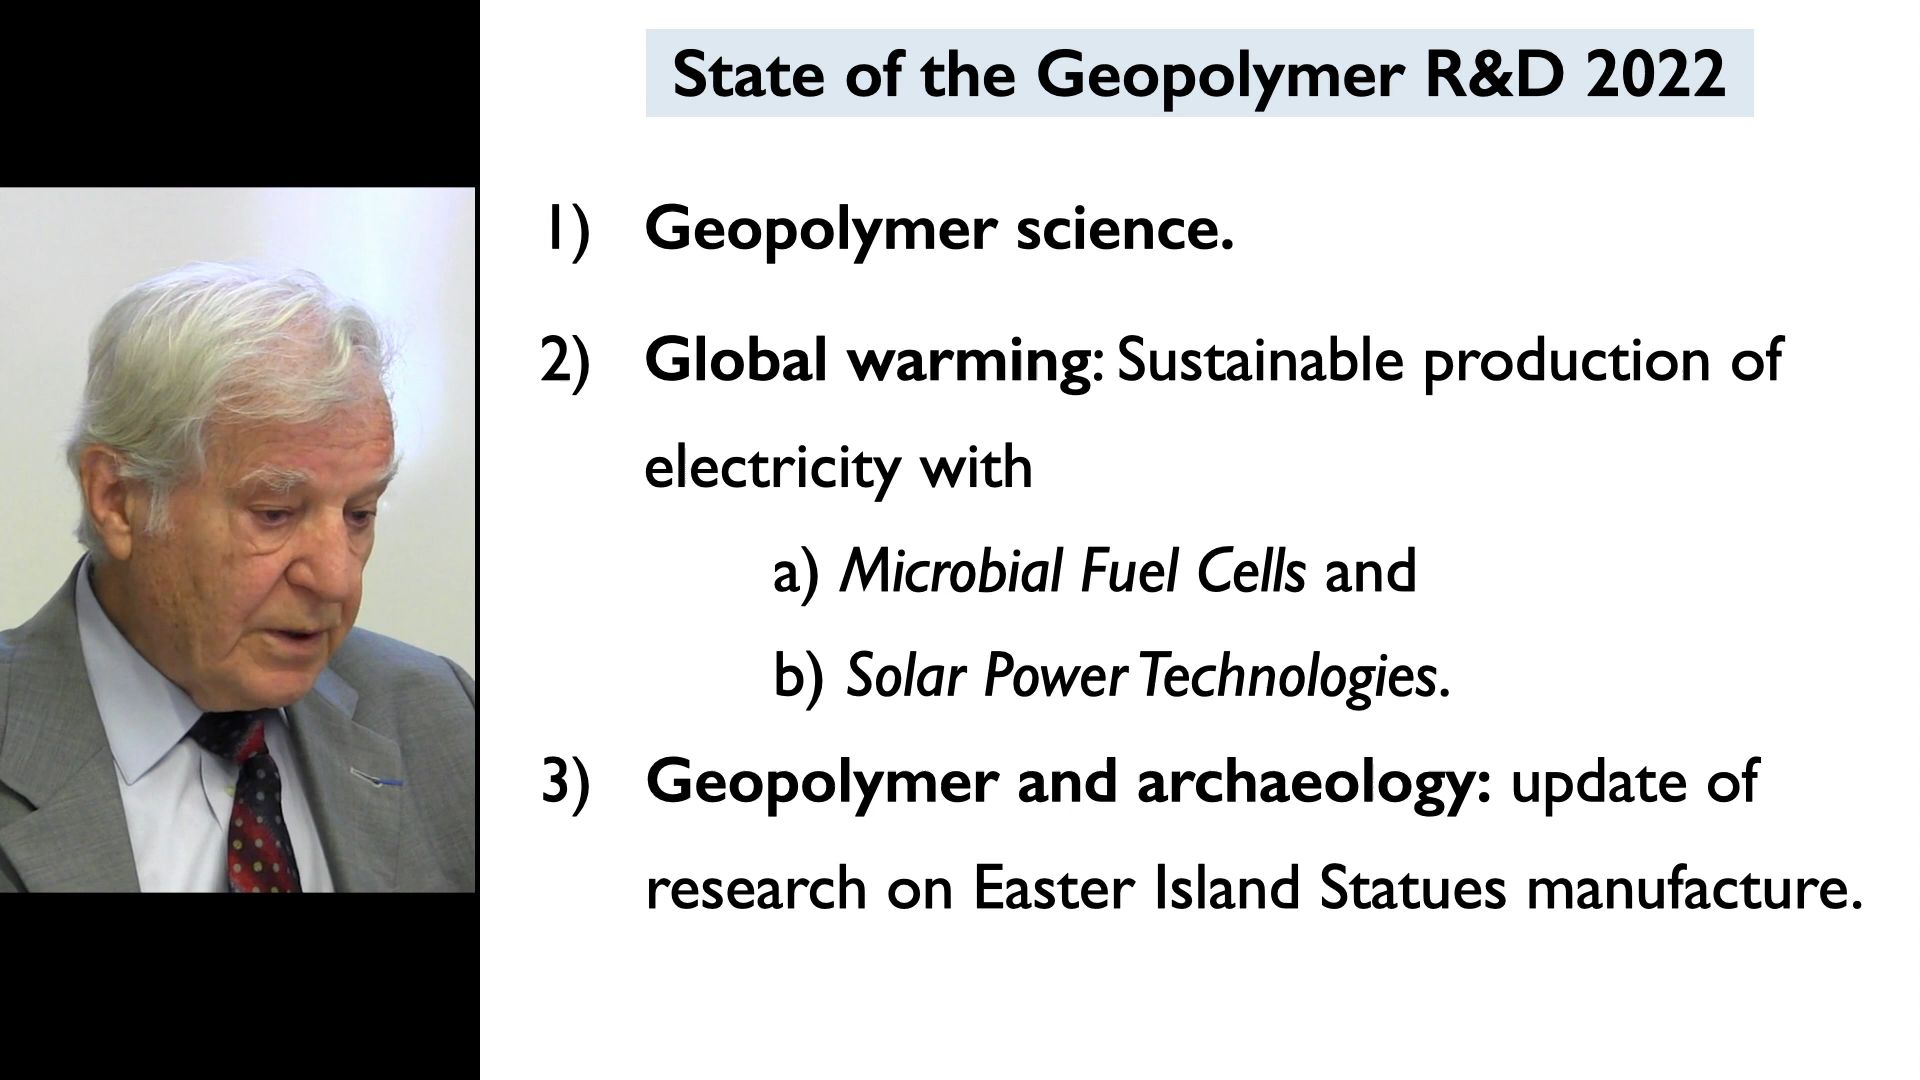 State of the Geopolymer R&D 2022
1) Geopolymer science.
2) Global warming: Sustainable production of
electricity with
a) Microbial Fuel Cells and
b) Solar Power Technologies.
3) Geopolymer and archaeology: update of
research on Easter Island Statues manufacture.